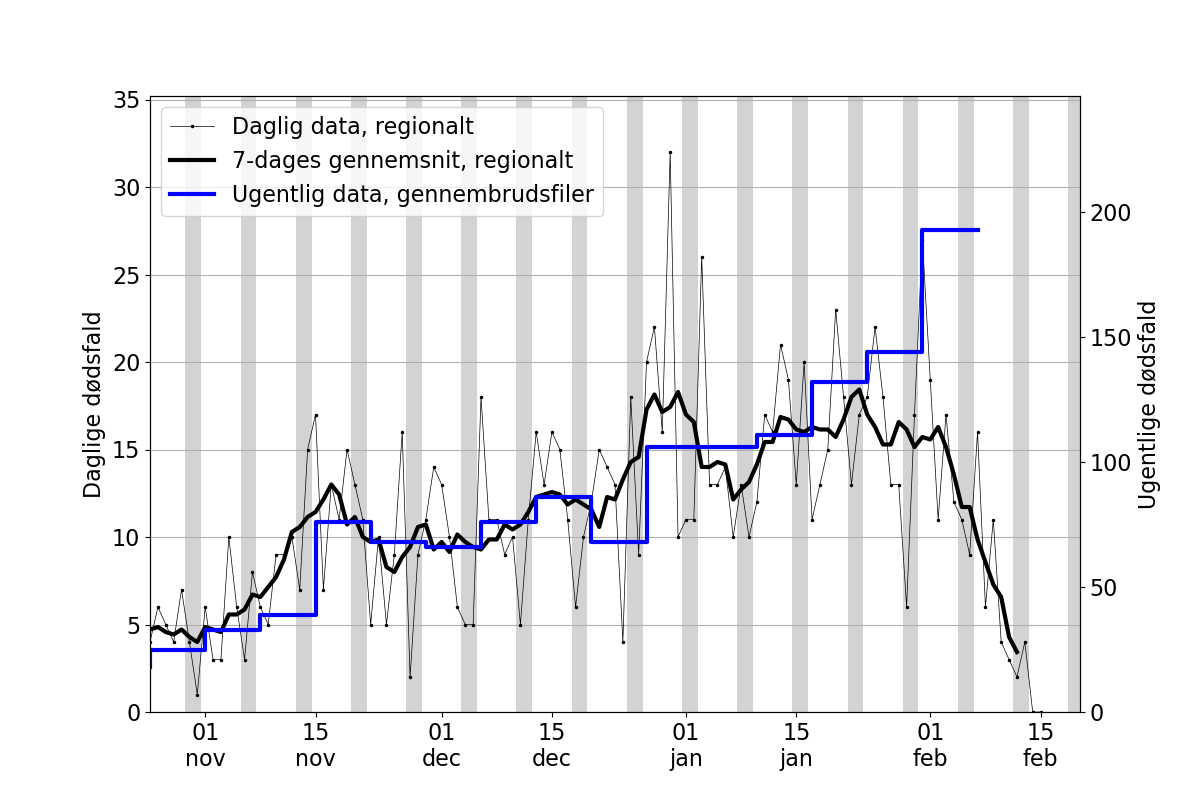 Daglig data, regionalt
7-dages gennemsnit, regionalt
Ugentlig data, gennembrudsfiler
Daglige dødsfald
35
30
25
20
15
10
5
0
Ugentlige dødsfald
200
150
100
50
0
01
nov
15
nov
01
dec
15
dec
01
jan
15
jan
01
feb
15
feb